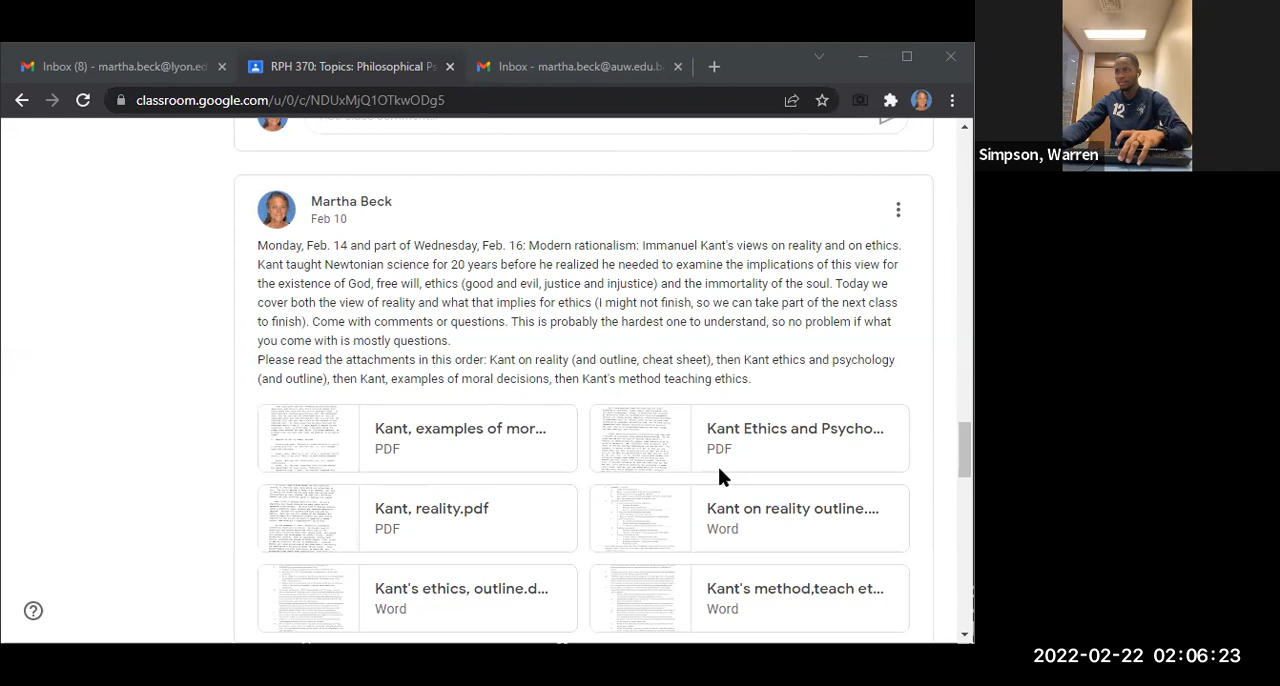 Inbox (8) - martha.beck@lyon.ed
RPH 370: Topics: Philosophical Ps
Inbox - martha.beck@auw.edu.b
classroom.google.com/u/0/c/NDUxMjQ1OTkwODg5
Simpson, Warren
12
Martha Beck
Feb 10
Monday, Feb. 14 and part of Wednesday, Feb. 16: Modern rationalism: Immanuel Kant's views on reality and on ethics.
Kant taught Newtonian science for 20 years before he realized he needed to examine the implications of this view for
the existence of God, free will, ethics (good and evil, justice and injustice) and the immortality of the soul. Today we
cover both the view of reality and what that implies for ethics (I might not finish, so we can take part of the next class
to finish). Come with comments or questions. This is probably the hardest one to understand, so no problem if what
you come with is mostly questions.
Please read the attachments in this order: Kant on reality (and outline, cheat sheet), then Kant ethics and psychology
(and outline), then Kant, examples of moral decisions, then Kant's method teaching ethics.
Kant, examples of mor...
PDF
Kant Ethics and Psycho...
PDF
Kant, reality.pdf
PDF
Kant on reality outline....
Word
Kant's ethics, outline.d...
Word
Kant's method,teach et...
Word
2022-02-22 02:06:23